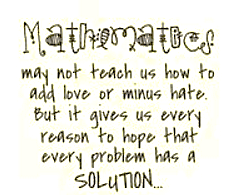 Mathematics
may not teach us how to
add love or minus hate.
But it gives us every
reason to hope that
every problem has a
SOLUTION...